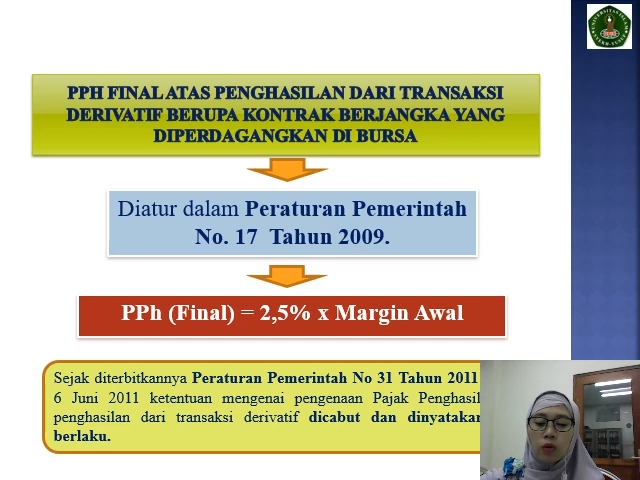 PPH FINAL ATAS PENGHASILAN DARI TRANSAKSI
DERIVATIF BERUPA KONTRAK BERJANGKA YANG
DIPERDAGANGKAN DI BURSA
Diatur dalam Peraturan Pemerintah
No. 17 Tahun 2009.
PPh (Final) = 2,5% x Margin Awal
Sejak diterbitkannya Peraturan Pemerintah No 31 Tahun 2011
6 Juni 2011 ketentuan mengenai pengenaan Pajak Penghasil
penghasilan dari transaksi derivatif dicabut dan dinyatakan
berlaku.